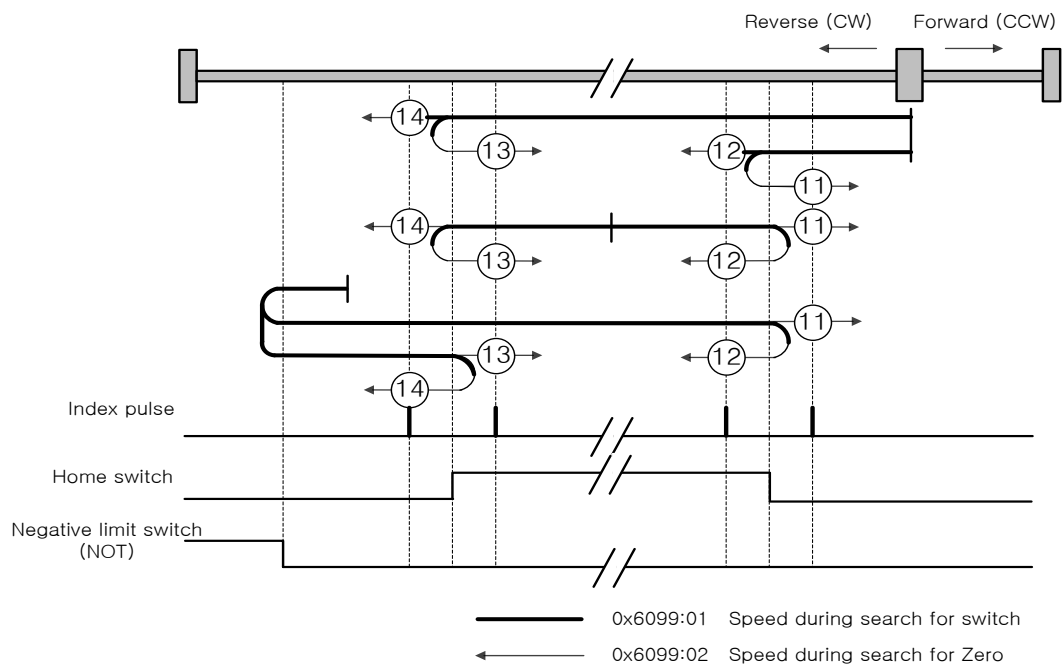 Reverse (CW) Forward (CCW)
14
13
12
11
14
11
13
12
11
13
12
14
Index pulse
Home switch
Negative limit switch
(NOT)
0x6099:01 Speed during search for switch
0x6099:02 Speed during search for Zero